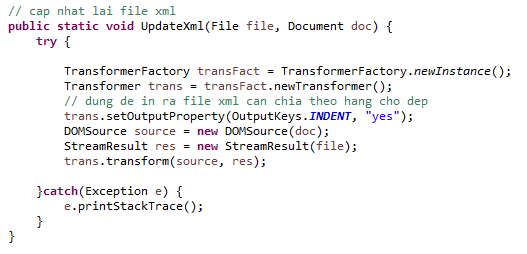 // cap nhat lai file xml
public static void UpdateXml(File file, Document doc) {
try {
TransformerFactory transFact = TransformerFactory.newInstance();
Transformer trans = transFact.newTransformer();
// dung de in ra file xml can chia theo hang cho dep
trans.setOutputProperty(OutputKeys.INDENT, "yes");
DOMSource source = new DOMSource(doc);
StreamResult res = new StreamResult(file);
trans.transform(source, res);
}catch(Exception e) {
e.printStackTrace();
}
}